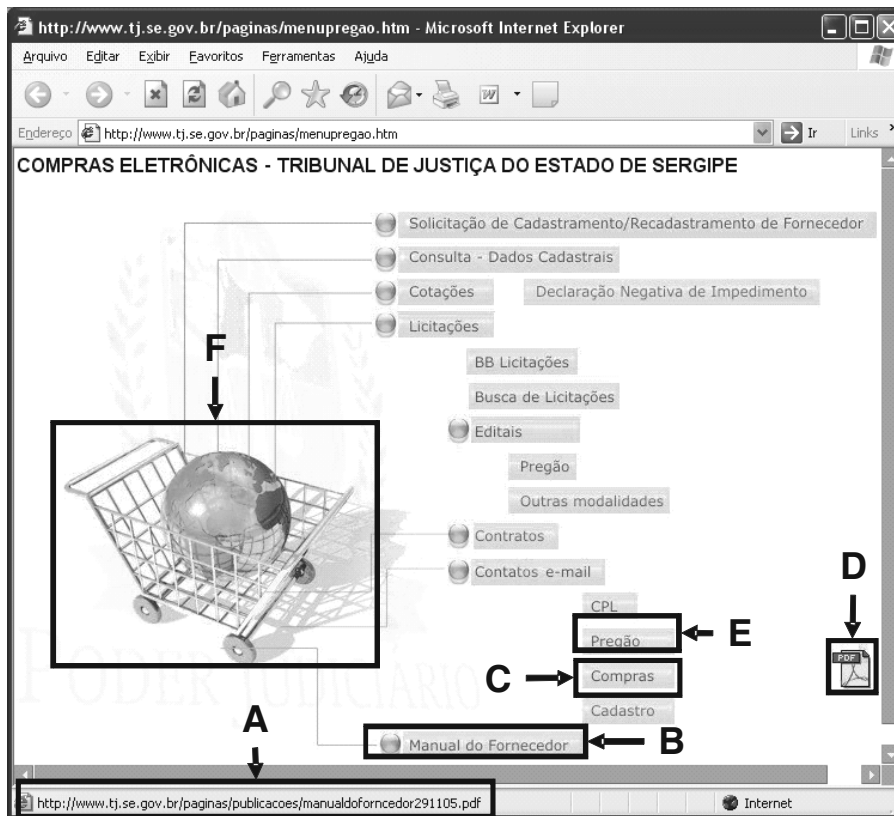 http://www.tj.se.gov.br/paginas/menupregao.htm - Microsoft Internet Explorer
Arquivo Editar Exibir Favoritos Ferramentas Ajuda
Endereço http://www.tj.se.gov.br/paginas/menupregao.htm Ir Links »
COMPRAS ELETRÔNICAS - TRIBUNAL DE JUSTIÇA DO ESTADO DE SERGIPE
Solicitação de Cadastramento/Recadastramento de Fornecedor
Consulta - Dados Cadastrais
Cotações Declaração Negativa de Impedimento
Licitações
F
BB Licitações
Busca de Licitações
Editais
Pregão
Outras modalidades
Contratos
Contatos e-mail
D
CPL
Pregão E
PDF
C Compras
PODER JUDICIÁRIO
Cadastro
A
Manual do Fornecedor B
http://www.tj.se.gov.br/paginas/publicacoes/manualdoforncedor291105.pdf Internet